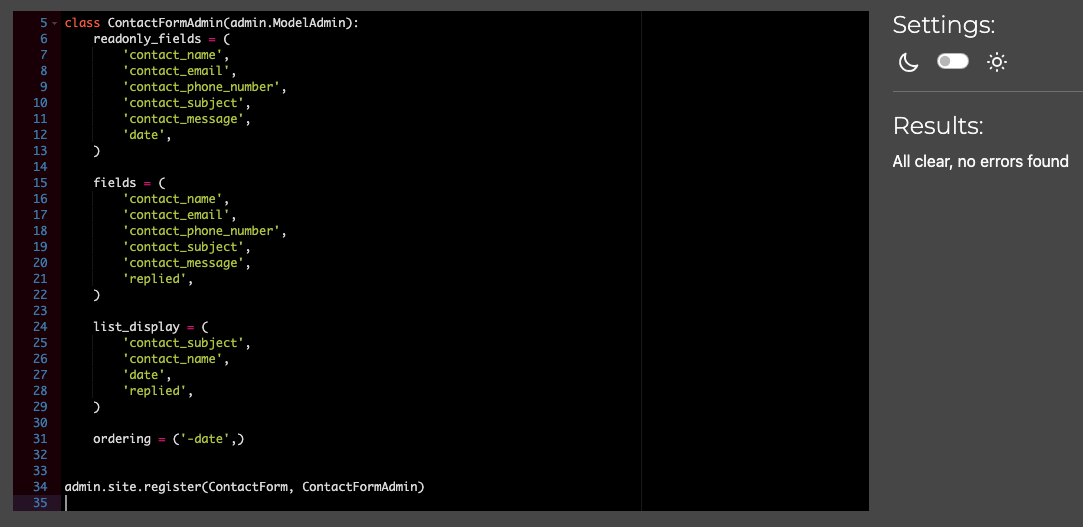 5 class ContactFormAdmin(admin.ModelAdmin):
6     readonly_fields = (
7         'contact_name',
8         'contact_email',
9         'contact_phone_number',
10         'contact_subject',
11         'contact_message',
12         'date',
13     )
14
15     fields = (
16         'contact_name',
17         'contact_email',
18         'contact_phone_number',
19         'contact_subject',
20         'contact_message',
21         'replied',
22     )
23
24     list_display = (
25         'contact_subject',
26         'contact_name',
27         'date',
28         'replied',
29     )
30
31     ordering = ('-date',)
32
33
34 admin.site.register(ContactForm, ContactFormAdmin)
35
Settings:
Results:
All clear, no errors found